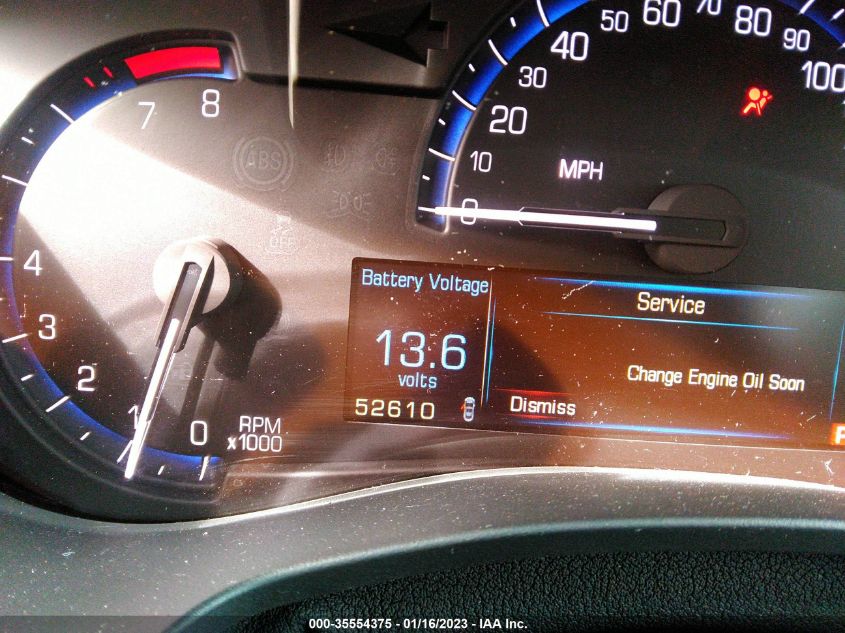 7
8
4
3
2
1
0
RPM
x1000
ABS
OFF
0
10
20
30
40
50
60
70
80
90
100
MPH
Battery Voltage
13.6
volts
52610
Service
Change Engine Oil Soon
Dismiss
000-35554375 - 01/16/2023 - IAA Inc.